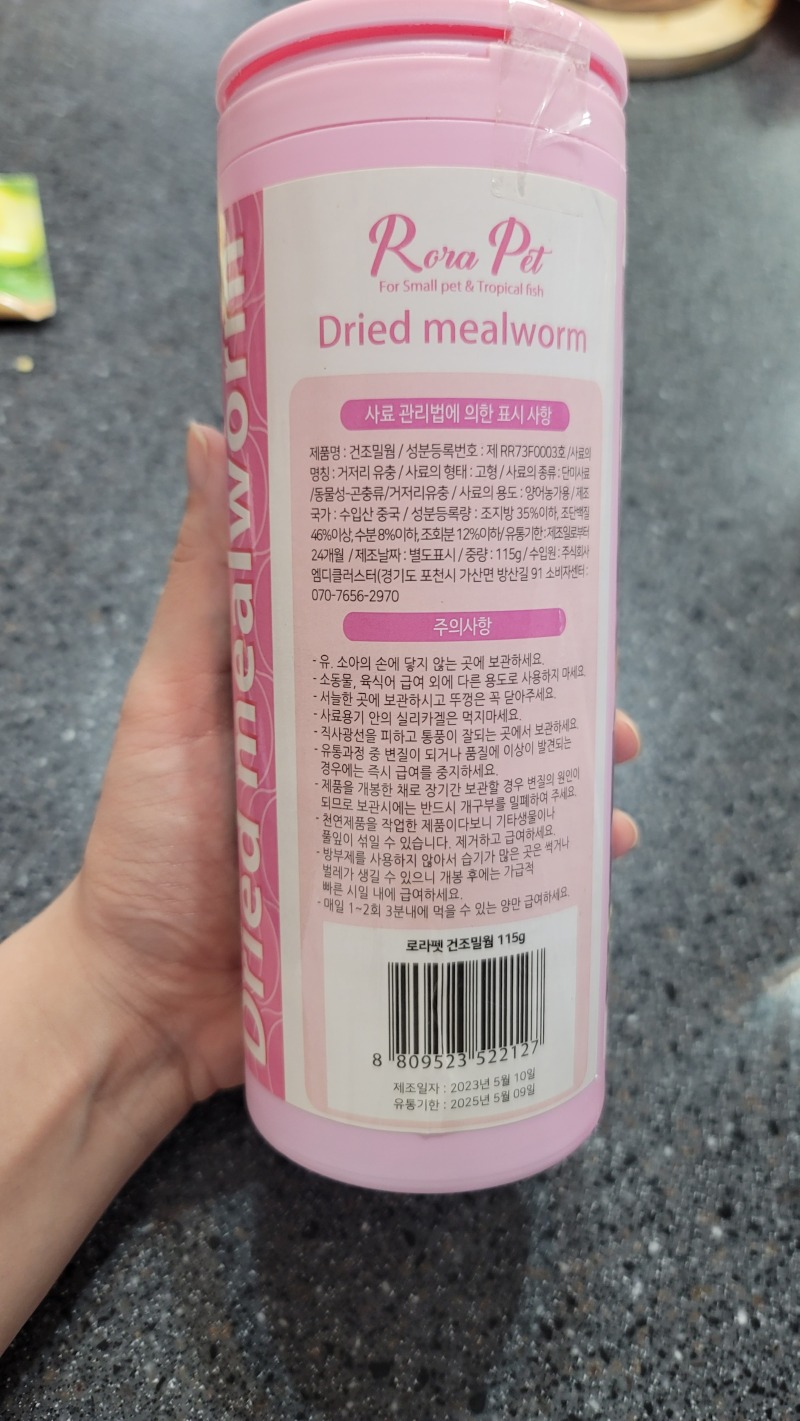 Rora Pet
For Small pet & Tropical fish
Dried mealworm
Dried mealworm
사료 관리법에 의한 표시 사항
제품명 : 건조밀웜 / 성분등록번호 : 제 RR73F0003호 /사료의
명칭 : 거저리 유충 / 사료의 형태 : 고형 / 사료의 종류 : 단미사료
/동물성-곤충류/거저리유충 / 사료의 용도 : 양어농가용 / 제조
국가 : 수입산 중국 / 성분등록량 : 조지방 35%이하, 조단백질
46%이상, 수분 8%이하, 조회분 12%이하/ 유통기한 : 제조일로부터
24개월 / 제조날짜 : 별도표시 / 중량 : 115g / 수입원 : 주식회사
엠디클러스터(경기도 포천시 가산면 방산길 91 소비자센터 :
070-7656-2970
주의사항
- 유. 소아의 손에 닿지 않는 곳에 보관하세요.
- 소동물, 육식어 급여 외에 다른 용도로 사용하지 마세요.
- 서늘한 곳에 보관하시고 뚜껑은 꼭 닫아주세요.
- 사료용기 안의 실리카겔은 먹지마세요.
- 직사광선을 피하고 통풍이 잘되는 곳에서 보관하세요.
- 유통과정 중 변질이 되거나 품질에 이상이 발견되는
경우에는 즉시 급여를 중지하세요.
- 제품을 개봉한 채로 장기간 보관할 경우 변질의 원인이
되므로 보관시에는 반드시 개구부를 밀폐하여 주세요.
- 천연제품을 작업한 제품이다보니 기타생물이나
풀잎이 섞일 수 있습니다. 제거하고 급여하세요.
- 방부제를 사용하지 않아서 습기가 많은 곳은 썩거나
벌레가 생길 수 있으니 개봉 후에는 가급적
빠른 시일 내에 급여하세요.
- 매일 1~2회 3분내에 먹을 수 있는 양만 급여하세요.
로라펫 건조밀웜 115g
8 809523 522127
제조일자 : 2023년 5월 10일
유통기한 : 2025년 5월 09일